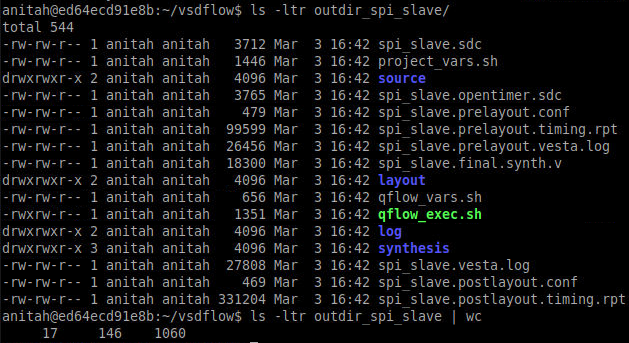 anitah@ed64ecd91e8b:~/vsdflow$ ls -ltr outdir_spi_slave/
total 544
-rw-rw-r-- 1 anitah anitah   3712 Mar  3 16:42 spi_slave.sdc
-rw-rw-r-- 1 anitah anitah   1446 Mar  3 16:42 project_vars.sh
drwxrwxr-x 2 anitah anitah   4096 Mar  3 16:42 source
-rw-rw-r-- 1 anitah anitah   3765 Mar  3 16:42 spi_slave.opentimer.sdc
-rw-rw-r-- 1 anitah anitah    479 Mar  3 16:42 spi_slave.prelayout.conf
-rw-rw-r-- 1 anitah anitah  99599 Mar  3 16:42 spi_slave.prelayout.timing.rpt
-rw-rw-r-- 1 anitah anitah  26456 Mar  3 16:42 spi_slave.prelayout.vesta.log
-rw-rw-r-- 1 anitah anitah  18300 Mar  3 16:42 spi_slave.final.synth.v
drwxrwxr-x 2 anitah anitah   4096 Mar  3 16:42 layout
-rw-rw-r-- 1 anitah anitah    656 Mar  3 16:42 qflow_vars.sh
-rwxrw-r-- 1 anitah anitah   1351 Mar  3 16:42 qflow_exec.sh
drwxrwxr-x 2 anitah anitah   4096 Mar  3 16:42 log
drwxrwxr-x 3 anitah anitah   4096 Mar  3 16:42 synthesis
-rw-rw-r-- 1 anitah anitah  27808 Mar  3 16:42 spi_slave.vesta.log
-rw-rw-r-- 1 anitah anitah    469 Mar  3 16:42 spi_slave.postlayout.conf
-rw-rw-r-- 1 anitah anitah 331204 Mar  3 16:42 spi_slave.postlayout.timing.rpt
anitah@ed64ecd91e8b:~/vsdflow$ ls -ltr outdir_spi_slave | wc
     17     146    1060